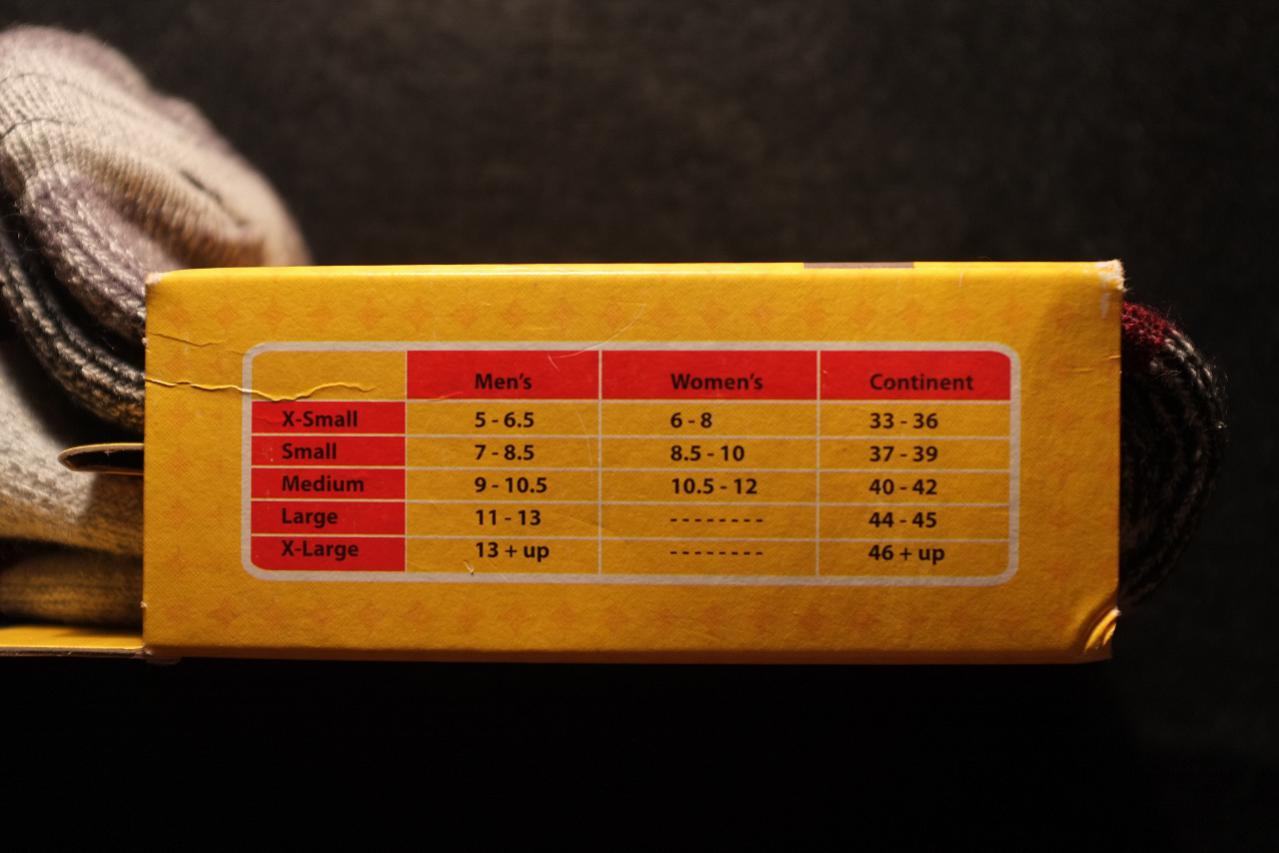 Men's Women's Continent
X-Small 5 - 6.5 6 - 8 33 - 36
Small 7 - 8.5 8.5 - 10 37 - 39
Medium 9 - 10.5 10.5 - 12 40 - 42
Large 11 - 13 -------- 44 - 45
X-Large 13 + up -------- 46 + up